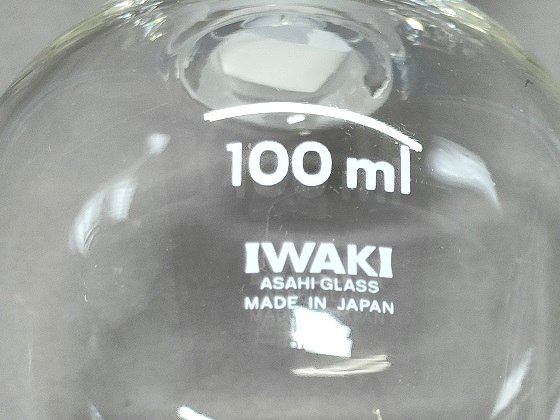 100 ml
IWAKI
ASAHI GLASS
MADE IN JAPAN